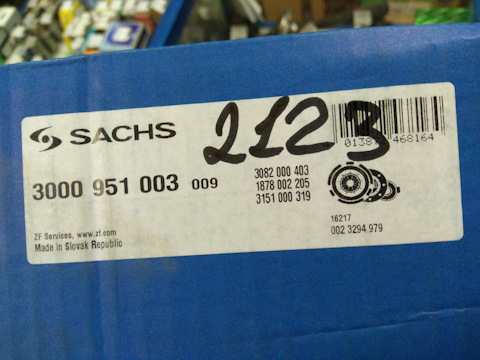 SACHS
2123
3000 951 003 009
3082 000 403
1878 002 205
3151 000 319
468164
16217
002 3294 979
ZF Services, www.zf.com
Made in Slovak Republic